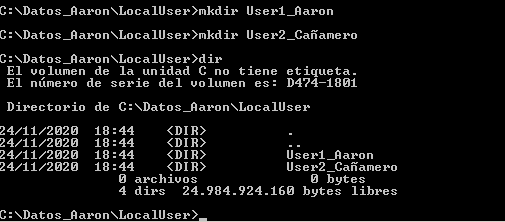 C:\Datos_Aaron\LocalUser>mkdir User1_Aaron
C:\Datos_Aaron\LocalUser>mkdir User2_Cañamero
C:\Datos_Aaron\LocalUser>dir
El volumen de la unidad C no tiene etiqueta.
El número de serie del volumen es: D474-1801
Directorio de C:\Datos_Aaron\LocalUser
24/11/2020  18:44    <DIR>          .
24/11/2020  18:44    <DIR>          ..
24/11/2020  18:44    <DIR>          User1_Aaron
24/11/2020  18:44    <DIR>          User2_Cañamero
0 archivos              0 bytes
4 dirs  24.984.924.160 bytes libres
C:\Datos_Aaron\LocalUser>_